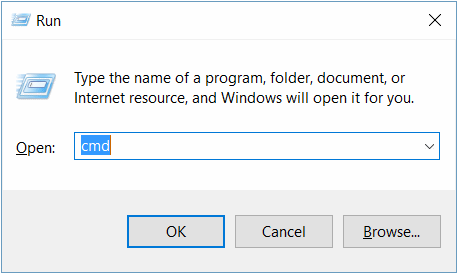 Run
Type the name of a program, folder, document, or
Internet resource, and Windows will open it for you.
Open: cmd
OK Cancel Browse...